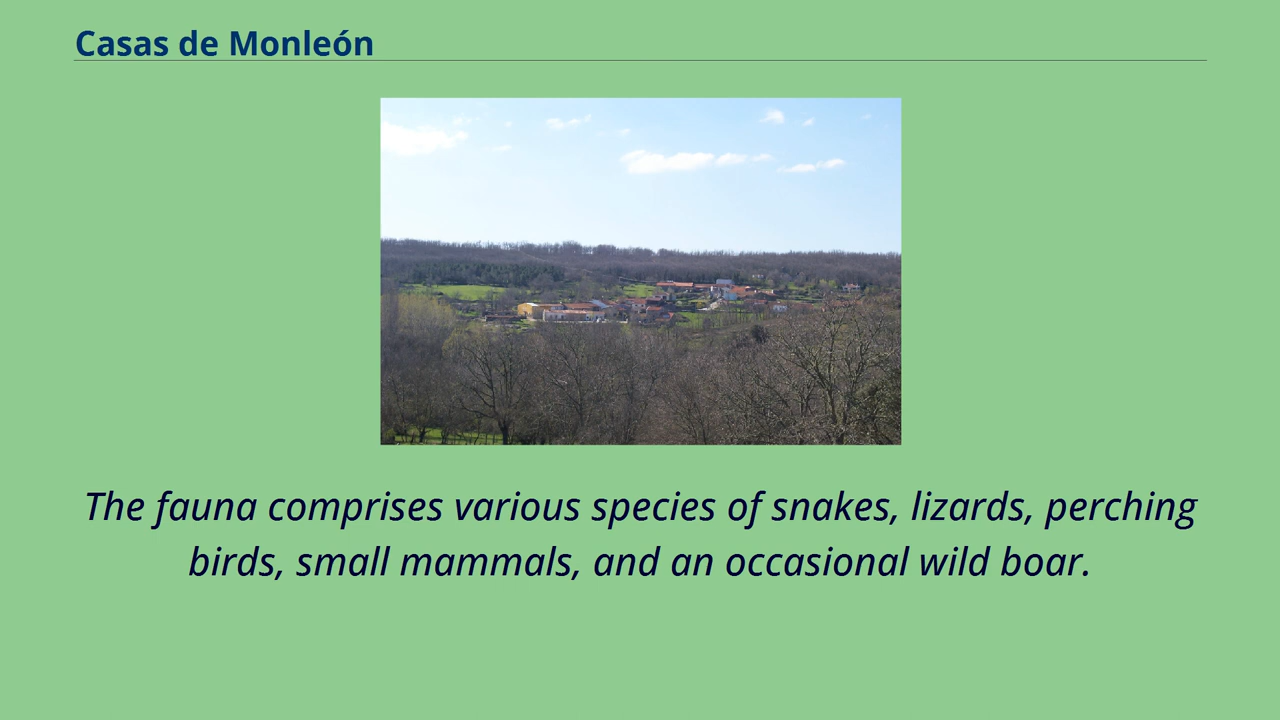 Casas de Monleón
The fauna comprises various species of snakes, lizards, perching
birds, small mammals, and an occasional wild boar.